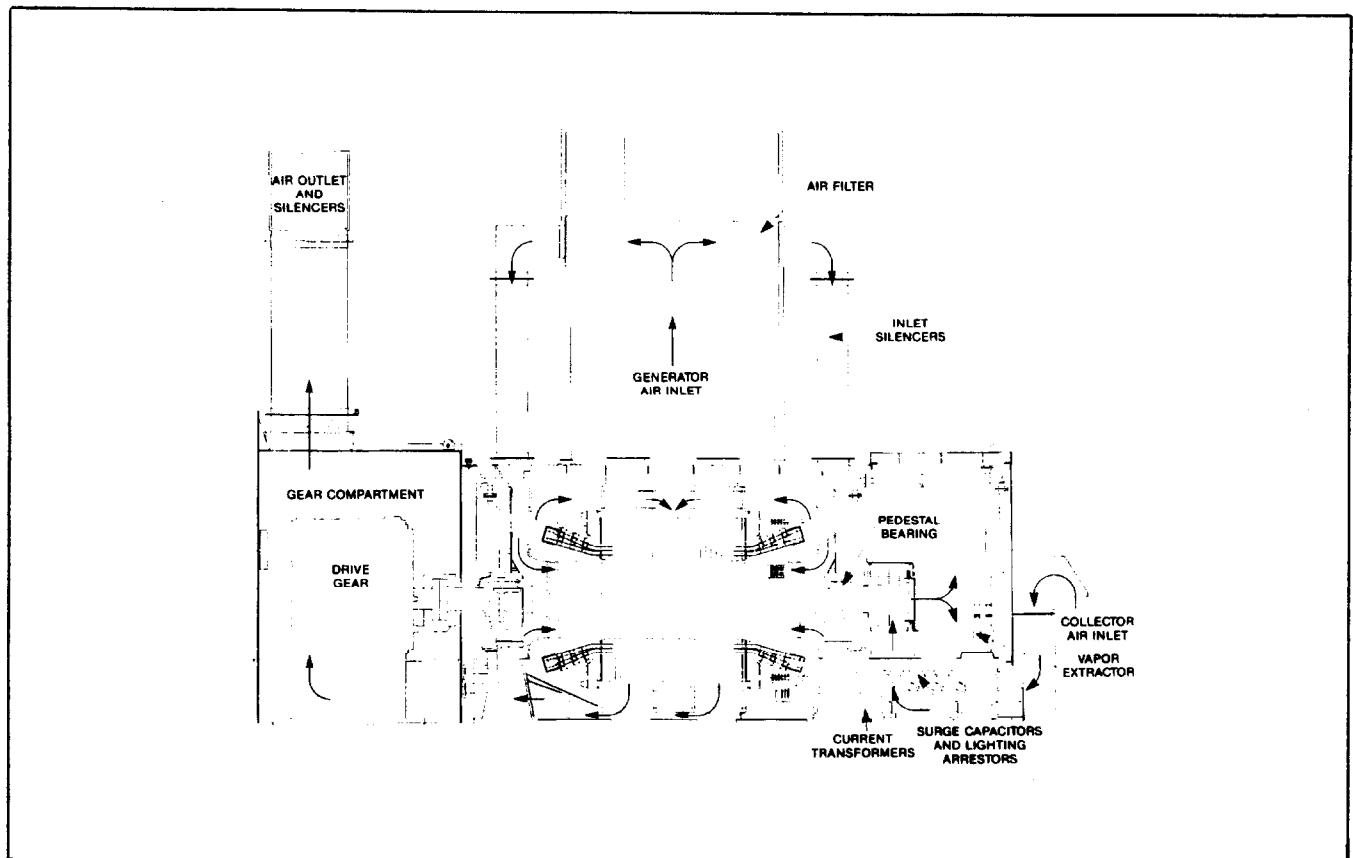 AIR OUTLET
AND
SILENCERS
AIR FILTER
INLET
SILENCERS
GENERATOR
AIR INLET
GEAR COMPARTMENT
PEDESTAL
BEARING
DRIVE
GEAR
COLLECTOR
AIR INLET
VAPOR
EXTRACTOR
CURRENT
TRANSFORMERS
SURGE CAPACITORS
AND LIGHTING
ARRESTORS